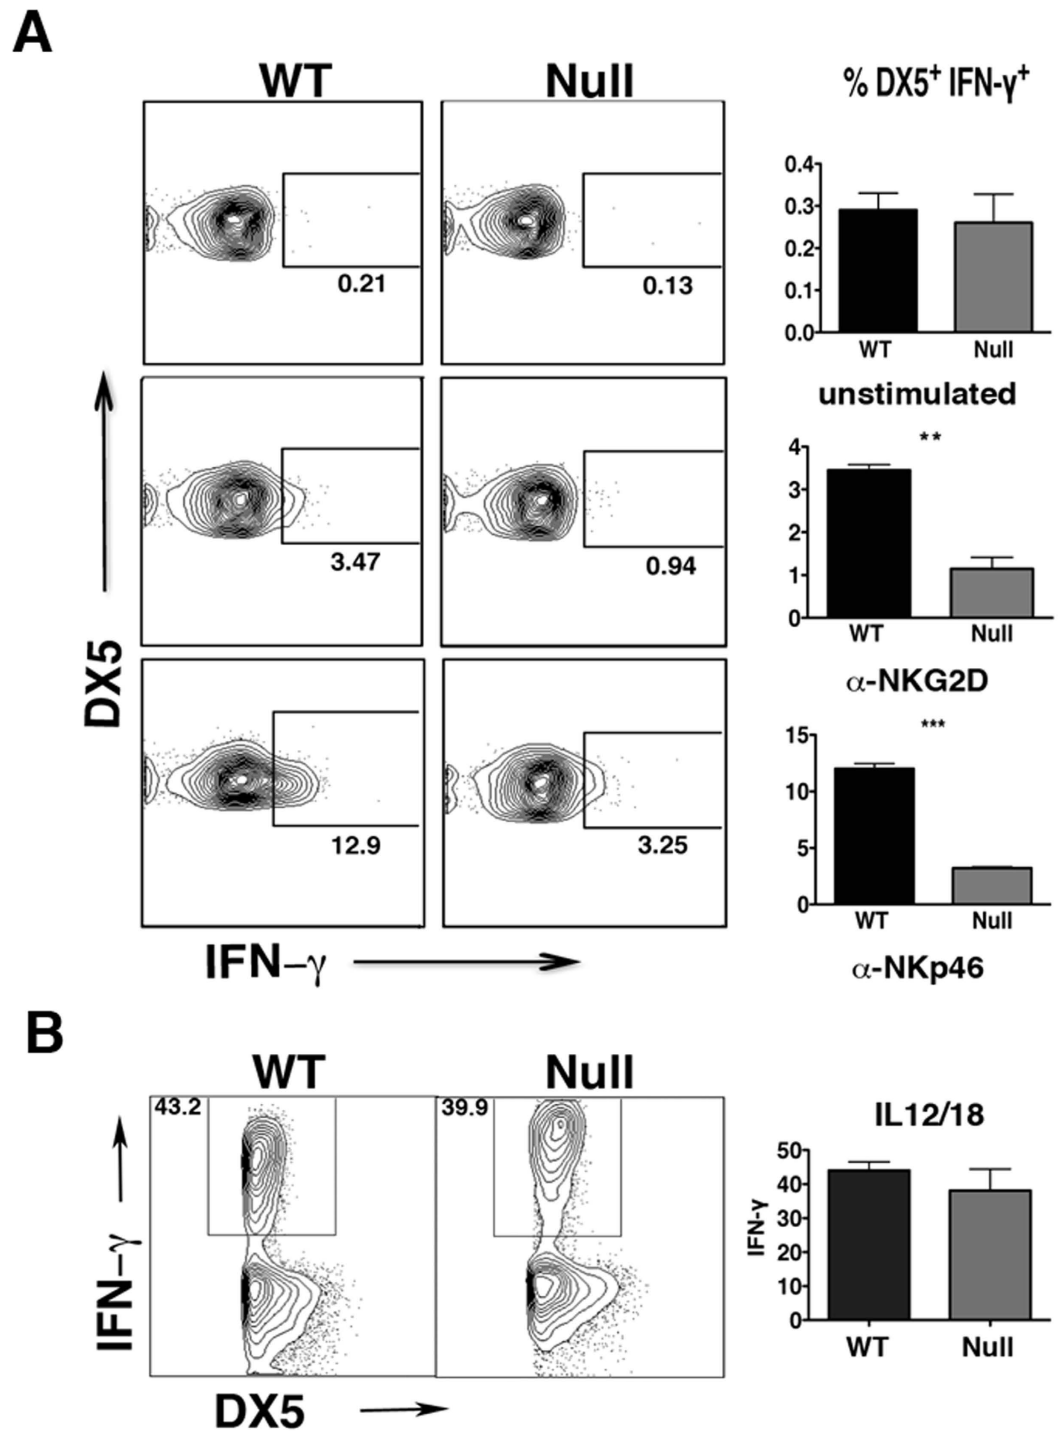 A
WT
Null
% DX5+ IFN-γ+
0.21
0.13
0.4
0.3
0.2
0.1
0.0
WT
Null
unstimulated
3.47
0.94
**
4
3
2
1
0
WT
Null
α-NKG2D
12.9
3.25
***
15
10
5
0
WT
Null
α-NKp46
DX5
IFN–γ
B
WT
Null
43.2
39.9
IFN–γ
DX5
IL12/18
50
40
30
20
10
0
IFN-γ
WT
Null